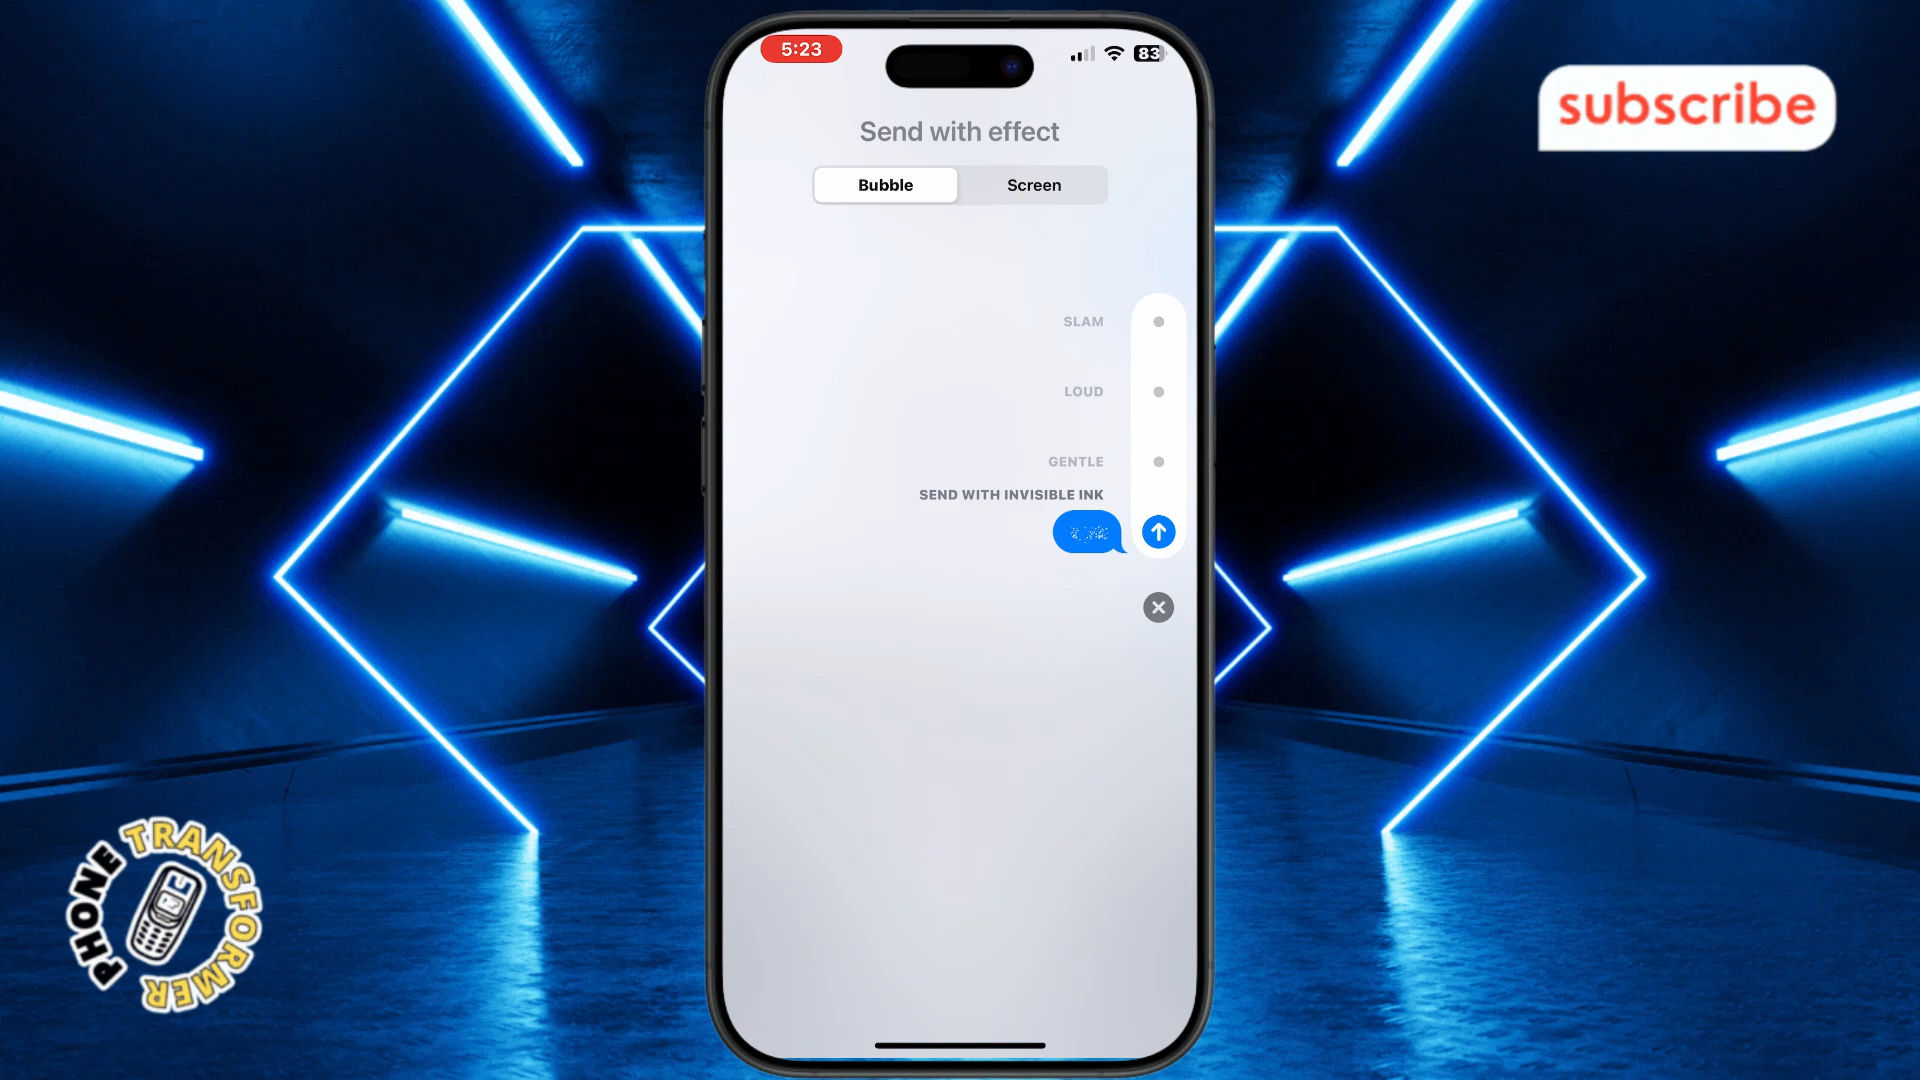 5:23
83
Send with effect
Bubble
Screen
SLAM
LOUD
GENTLE
SEND WITH INVISIBLE INK
subscribe
PHONE TRANSFORMER